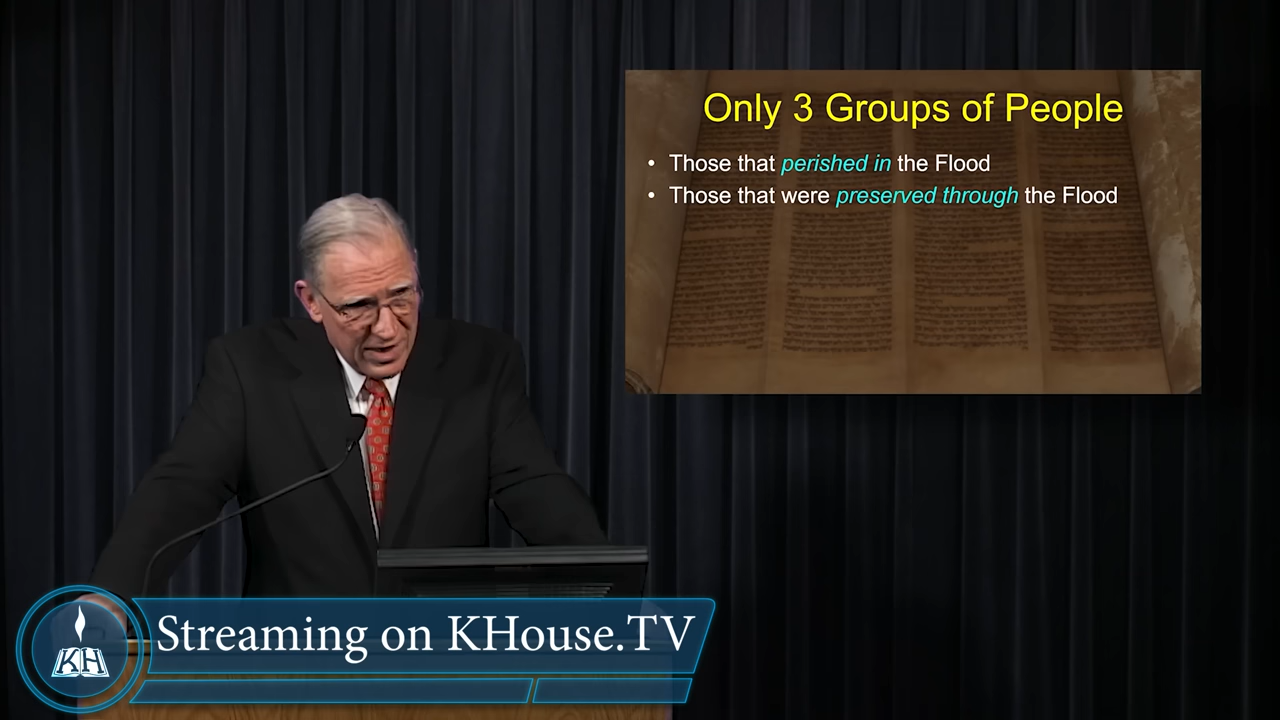 Only 3 Groups of People
• Those that perished in the Flood
• Those that were preserved through the Flood
Streaming on KHouse.TV
KH